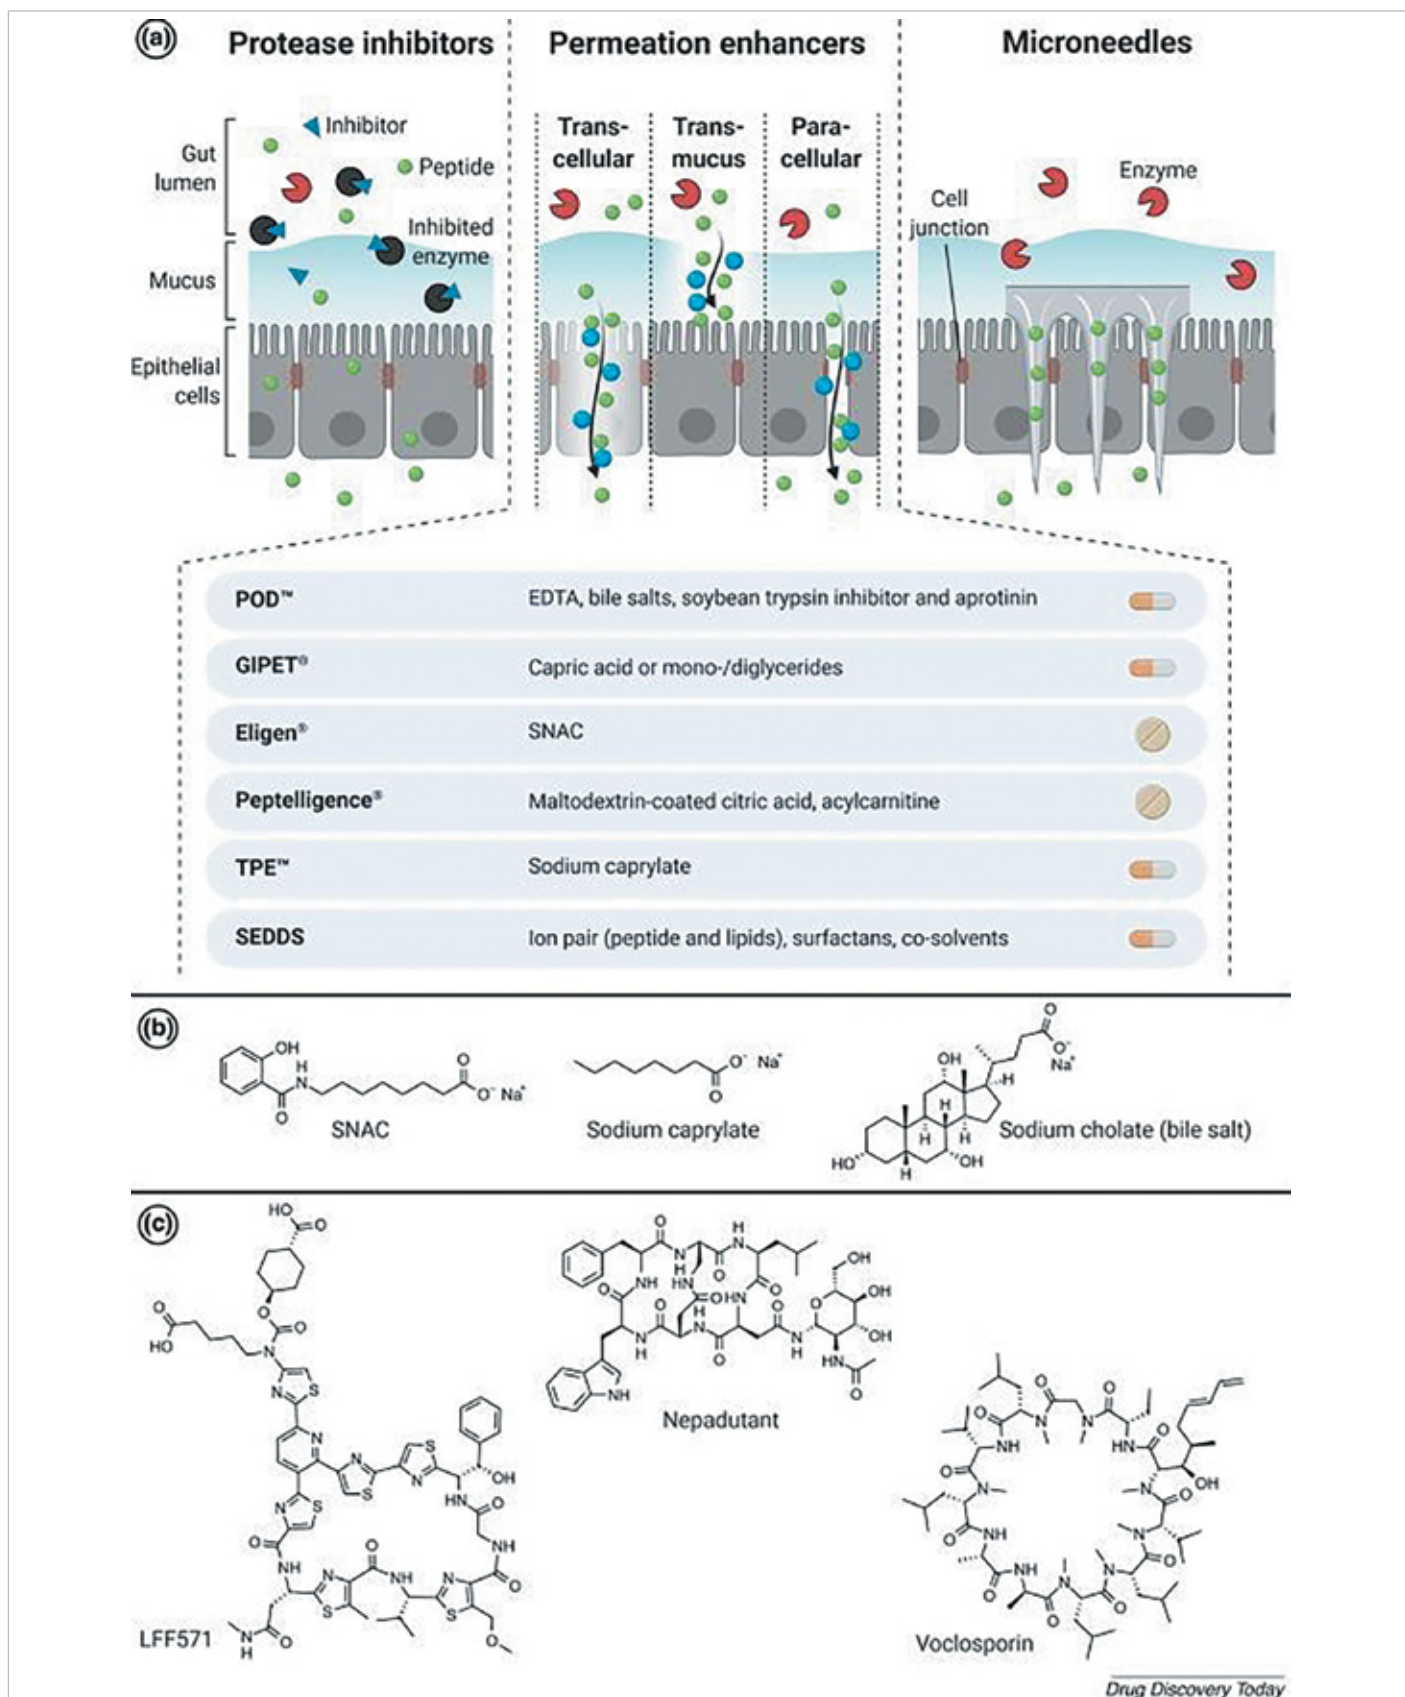 (a)
Protease inhibitors
Permeation enhancers
Microneedles
Gut
lumen
Mucus
Epithelial
cells
Inhibitor
Peptide
Inhibited
enzyme
Trans-
cellular
Trans-
mucus
Para-
cellular
Cell
junction
Enzyme
POD™ EDTA, bile salts, soybean trypsin inhibitor and aprotinin
GIPET® Capric acid or mono-/diglycerides
Eligen® SNAC
Peptelligence® Maltodextrin-coated citric acid, acylcarnitine
TPE™ Sodium caprylate
SEDDS Ion pair (peptide and lipids), surfactans, co-solvents
(b)
SNAC
Sodium caprylate
Sodium cholate (bile salt)
(c)
LFF571
Nepadutant
Voclosporin
Drug Discovery Today